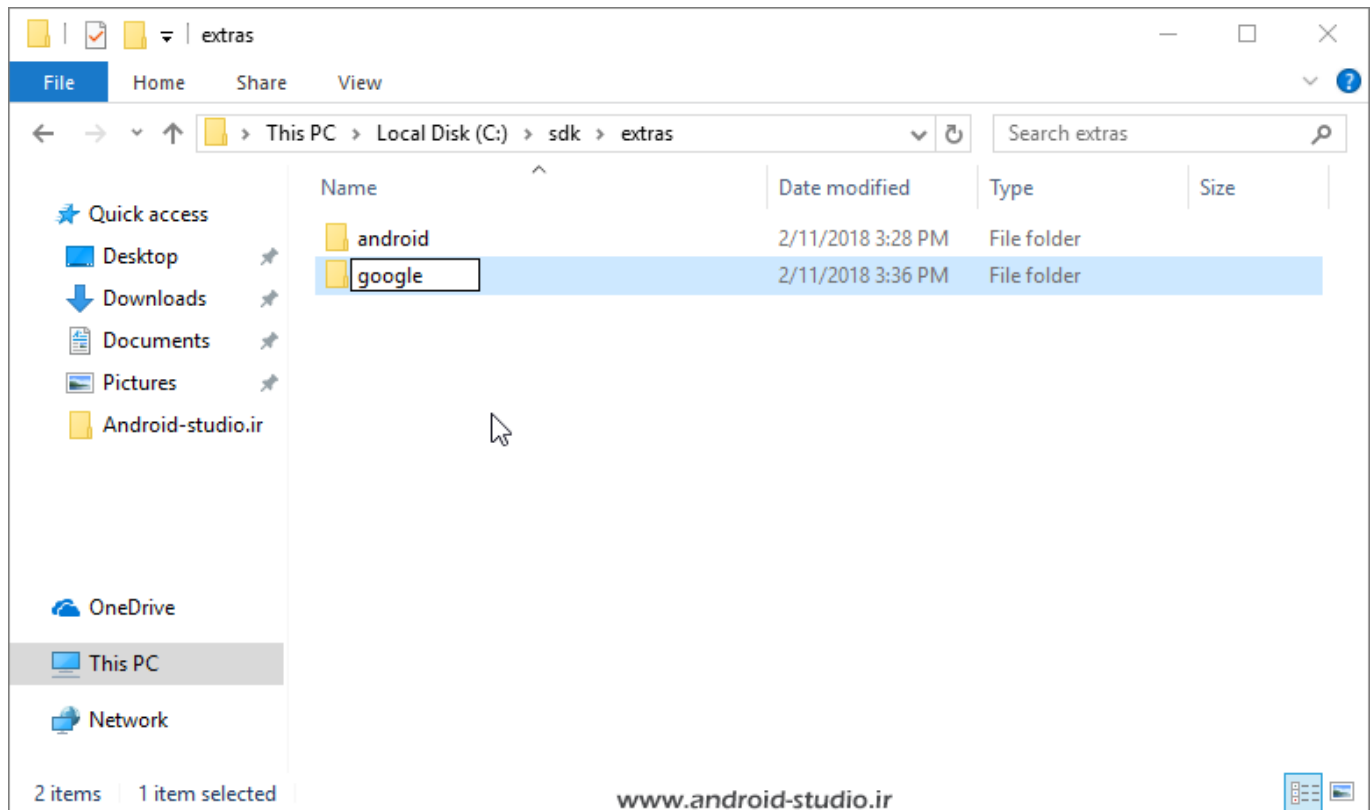 extras
File Home Share View
This PC > Local Disk (C:) > sdk > extras
Search extras
Name Date modified Type Size
Quick access
Desktop
Downloads
Documents
Pictures
Android-studio.ir
OneDrive
This PC
Network
android 2/11/2018 3:28 PM File folder
google 2/11/2018 3:36 PM File folder
2 items 1 item selected
www.android-studio.ir